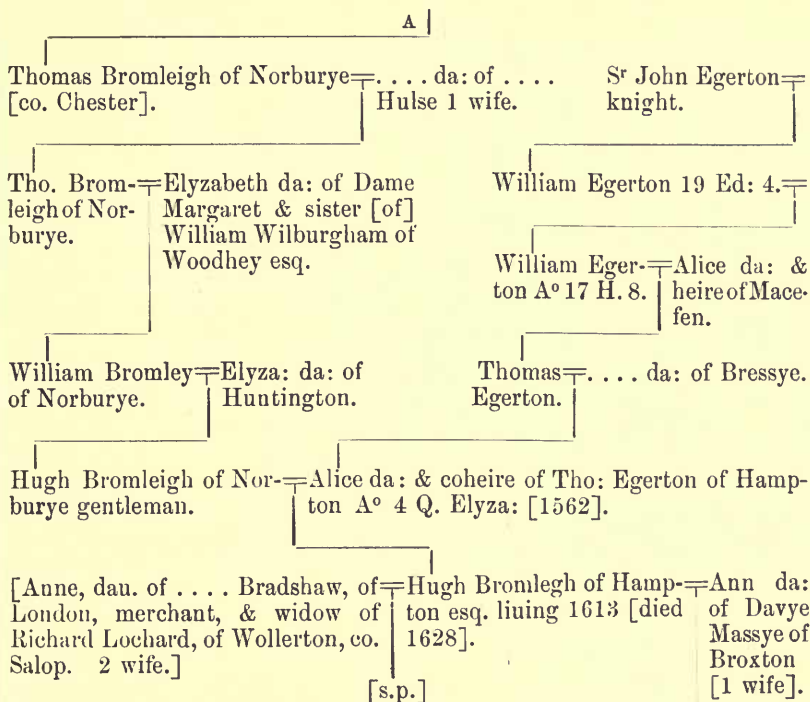 A
Thomas Bromleigh of Norburye=. . . . da: of . . . .
[co. Chester].
Hulse 1 wife.
Sr John Egerton=
knight.
Tho. Brom-=Elyzabeth da: of Dame
leigh of Nor-
burye.
Margaret & sister [of]
William Wilburgham of
Woodhey esq.
William Egerton 19 Ed: 4.=
William Eger-=Alice da: &
ton Ao 17 H. 8.
heire of Mace-
fen.
William Bromley=Elyza: da: of
of Norburye.
Huntington.
Thomas=. . . . da: of Bressye.
Egerton.
Hugh Bromleigh of Nor-=Alice da: & coheire of Tho: Egerton of Hamp-
burye gentleman.
ton Ao 4 Q. Elyza: [1562].
[Anne, dau. of . . . . Bradshaw, of
London, merchant, & widow of
Richard Lochard, of Wollerton, co.
Salop. 2 wife.]
=Hugh Bromlegh of Hamp-
ton esq. liuing 1613 [died
1628].
=Ann da:
of Davye
Massye of
Broxton
[1 wife].
[s.p.]